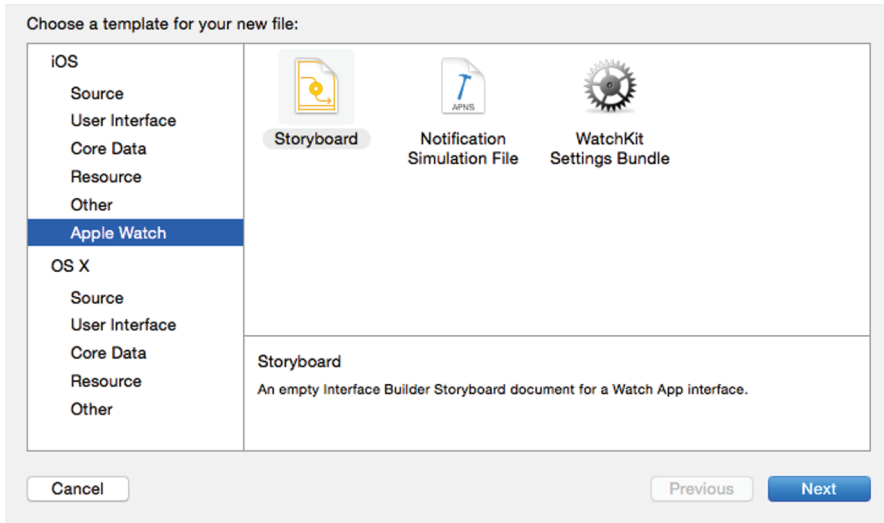 Choose a template for your new file:
iOS
Source
User Interface
Core Data
Resource
Other
Apple Watch
OS X
Source
User Interface
Core Data
Resource
Other
Storyboard
APNS
Notification
Simulation File
WatchKit
Settings Bundle
Storyboard
An empty Interface Builder Storyboard document for a Watch App interface.
Cancel
Previous
Next